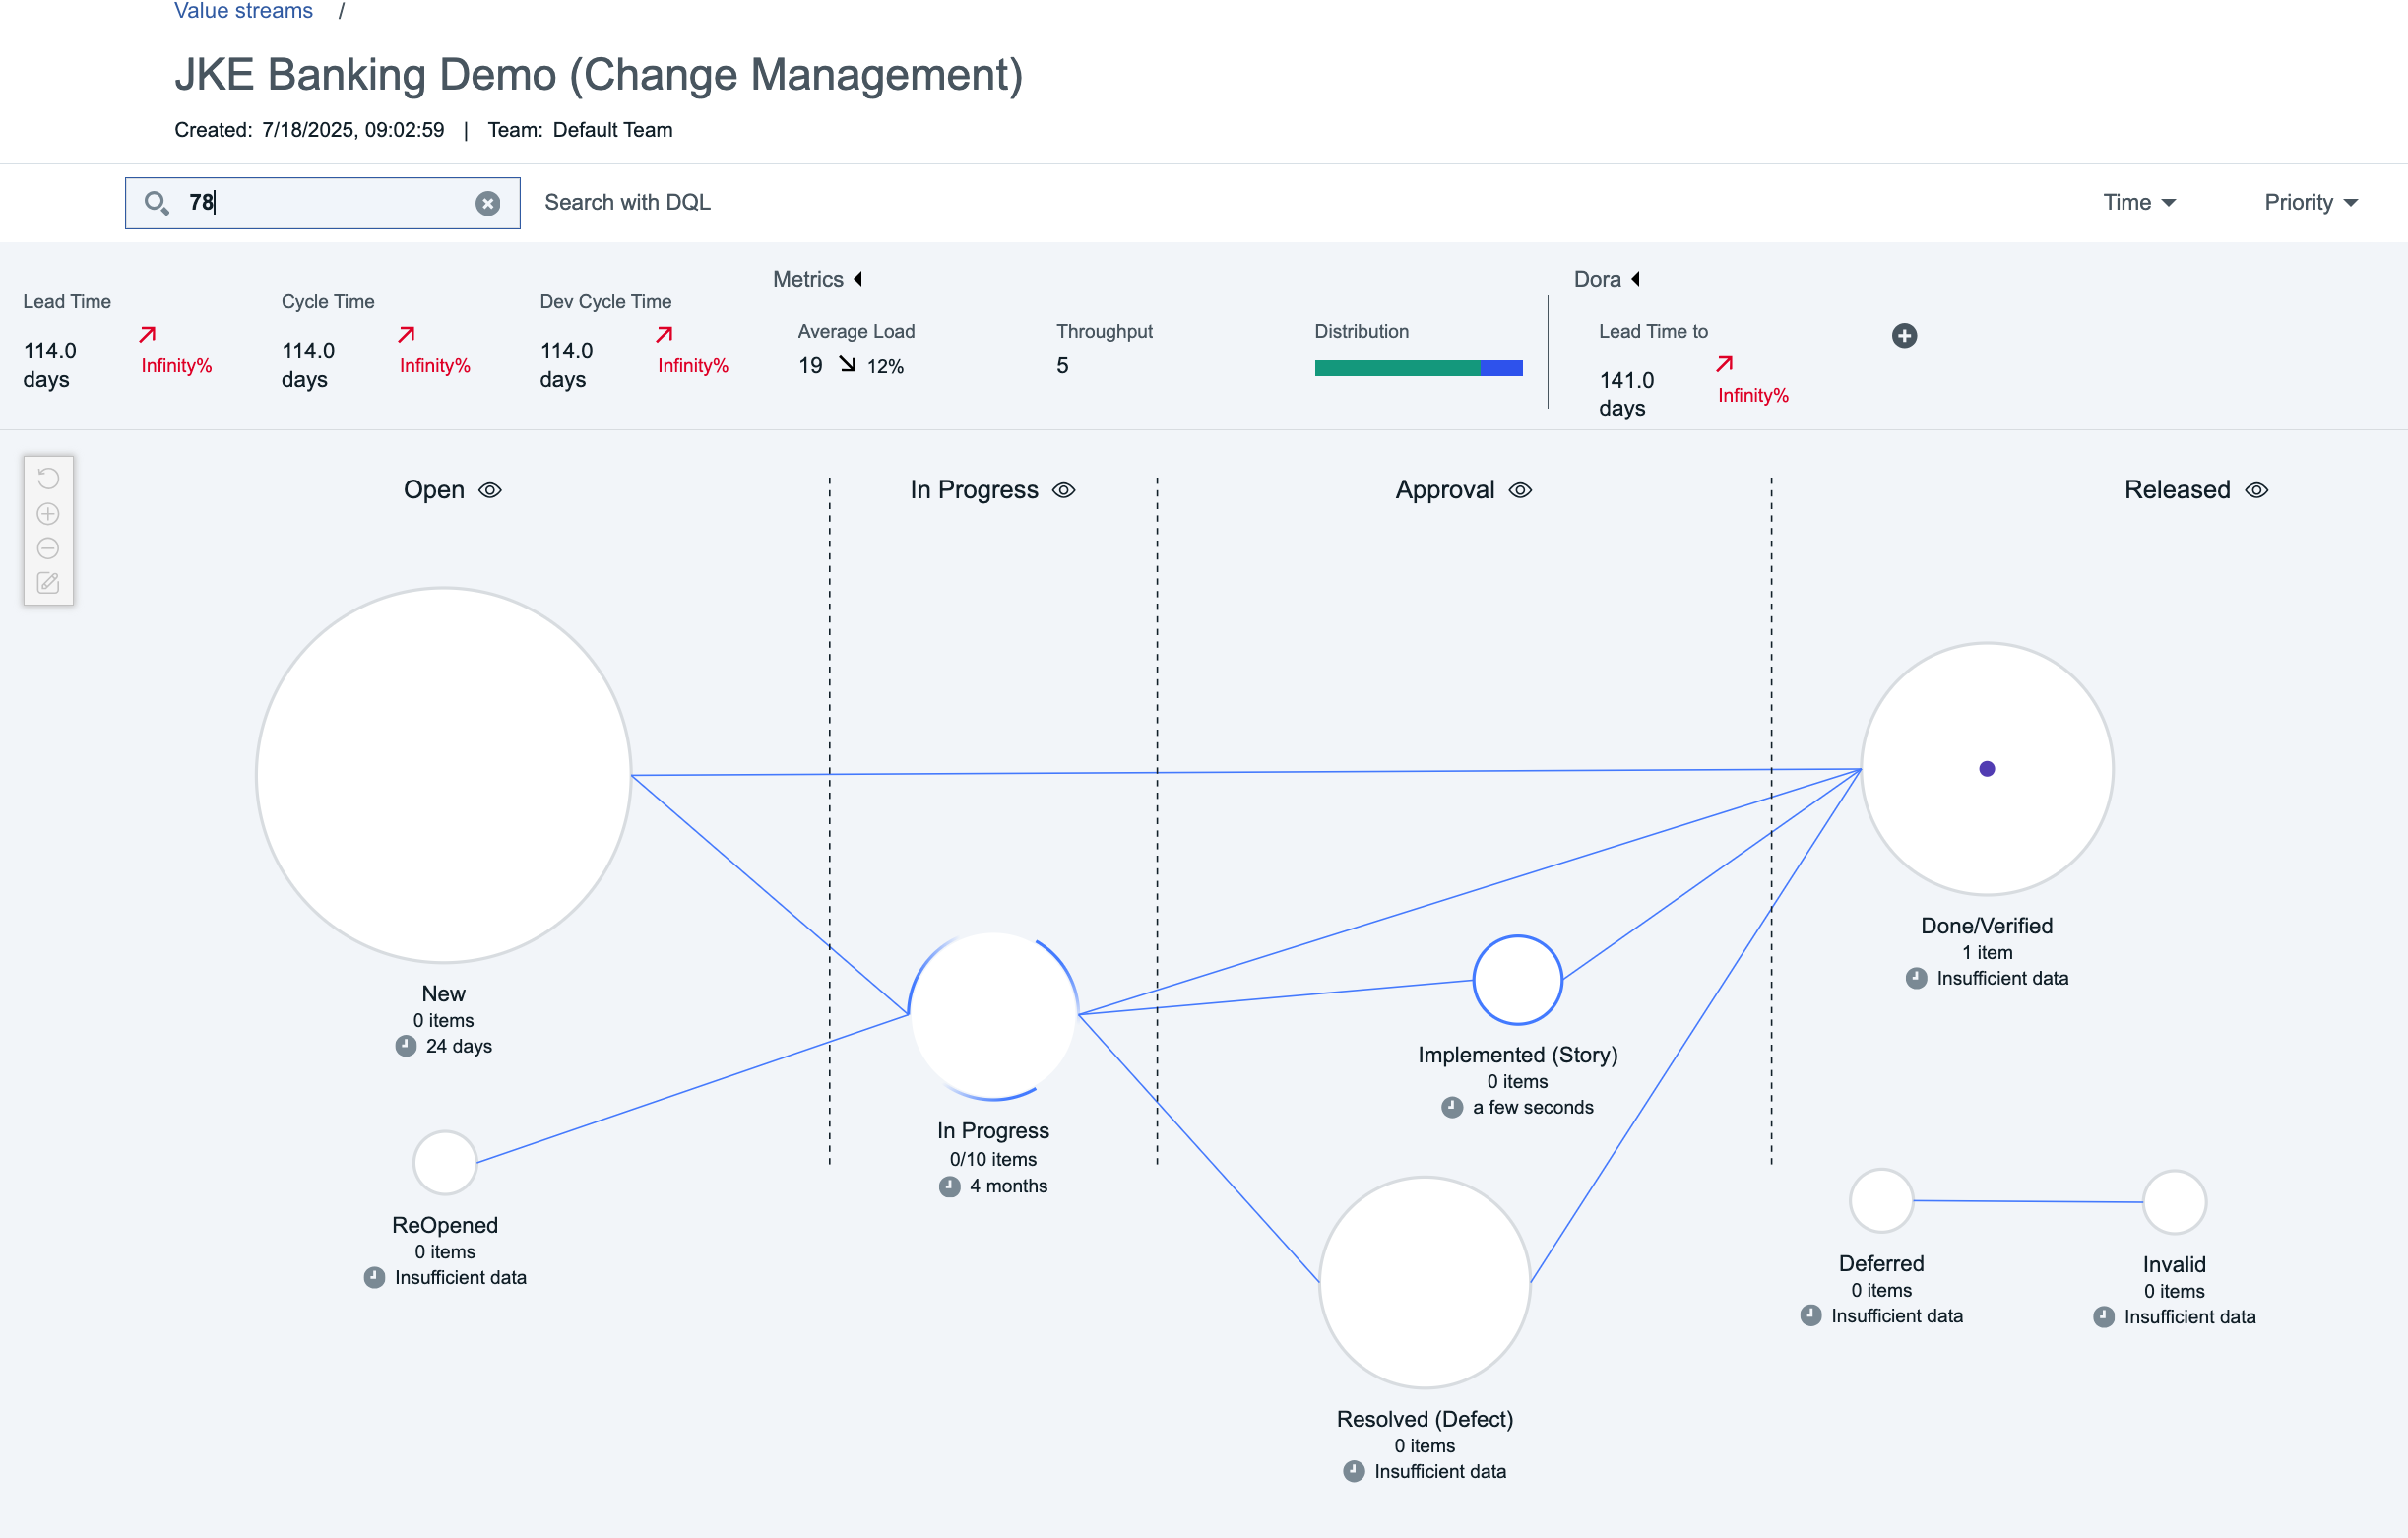 Value streams /
JKE Banking Demo (Change Management)
Created: 7/18/2025, 09:02:59 | Team: Default Team
78
Search with DQL
Time
Priority
Lead Time
114.0 days
Infinity%
Cycle Time
114.0 days
Infinity%
Dev Cycle Time
114.0 days
Infinity%
Metrics
Average Load
19
12%
Throughput
5
Distribution
Dora
Lead Time to
141.0 days
Infinity%
Open
In Progress
Approval
Released
New
0 items
24 days
ReOpened
0 items
Insufficient data
In Progress
0/10 items
4 months
Implemented (Story)
0 items
a few seconds
Resolved (Defect)
0 items
Insufficient data
Done/Verified
1 item
Insufficient data
Deferred
0 items
Insufficient data
Invalid
0 items
Insufficient data